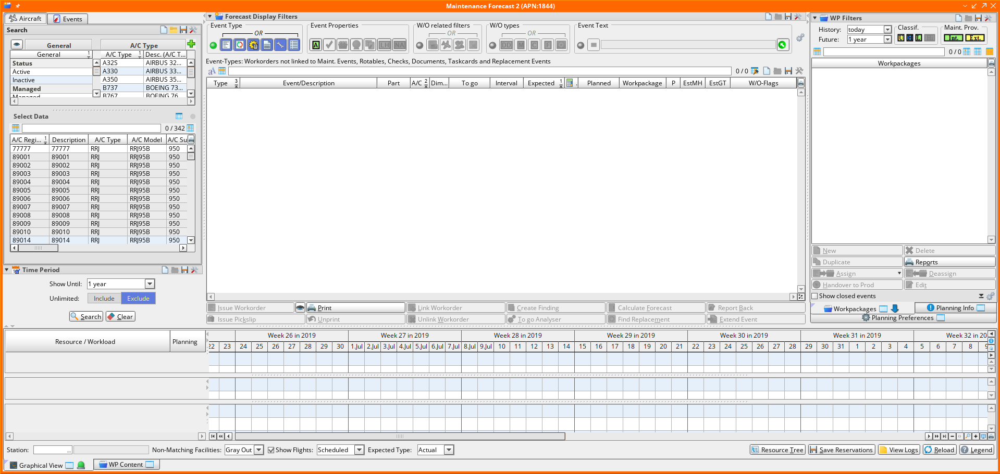 Maintenance Forecast 2 (APN:1844)
Aircraft
Events
Search
General
A/C Type
General 1
A/C Type 1
Desc. (A/C T...
Status
Active
Inactive
Managed
A32S AIRBUS 32...
A330 AIRBUS 33...
A350 AIRBUS 35...
B737 BOEING 73...
B767 BOEING 76
Select Data
0 / 342
A/C Regi... 1 Description A/C Type A/C Model A/C Su
77777 77777 RRJ RRJ95B 950
89001 89001 RRJ RRJ95B 950
89002 89002 RRJ RRJ95B 950
89003 89003 RRJ RRJ95B 950
89004 89004 RRJ RRJ95B 950
89005 89005 RRJ RRJ95B 950
89006 89006 RRJ RRJ95B 950
89007 89007 RRJ RRJ95B 950
89008 89008 RRJ RRJ95B 950
89009 89009 RRJ RRJ95B 950
89010 89010 RRJ RRJ95B 950
89014 89014 RRJ RRJ95B 950
Time Period
Show Until: 1 year
Unlimited: Include Exclude
Search Clear
Forecast Display Filters
Event Type
OR
Event Properties
A LH NA
W/O related filters
OR
W/O types
OR
DD M C F
Event Text
Event-Types: Workorders not linked to Maint. Events, Rotables, Checks, Documents, Taskcards and Replacement Events
0 / 0
Type 3 Event/Description Part A/C 2 Dim... To go Interval Expected 1 . Planned Workpackage P EstMH EstGT W/O-Flags
Issue Workorder Print Link Workorder Create Finding Calculate Forecast Report Back
Issue Pickslip Unprint Unlink Workorder To go Analyser Find Replacement Extend Event
WP Filters
History: today
Future: 1 year
Classif.
U H L Hi
Maint. Prov.
Int. Ext.
0 / 0
Workpackages
New Delete
Duplicate Reports
Assign Deassign
Handover to Prod Edit
Show closed events
Workpackages Planning Info
Planning Preferences
Resource / Workload Planning
Week 26 in 2019 Week 27 in 2019 Week 28 in 2019 Week 29 in 2019 Week 30 in 2019 Week 31 in 2019 Week 32 in 20
22 23 24 25 26 27 28 29 30 1.Jul 2.Jul 3.Jul 4.Jul 5.Jul 6.Jul 7.Jul 8.Jul 9.Jul 10 11 12 13 14 15 16 17 18 19 20 21 22 23 24 25 26 27 28 29 30 31 1 2 3 4 5 6 7 8 9
Station: Non-Matching Facilities: Gray Out Show Flights: Scheduled Expected Type: Actual
Resource Tree Save Reservations View Logs Reload Legend
Graphical View WP Content